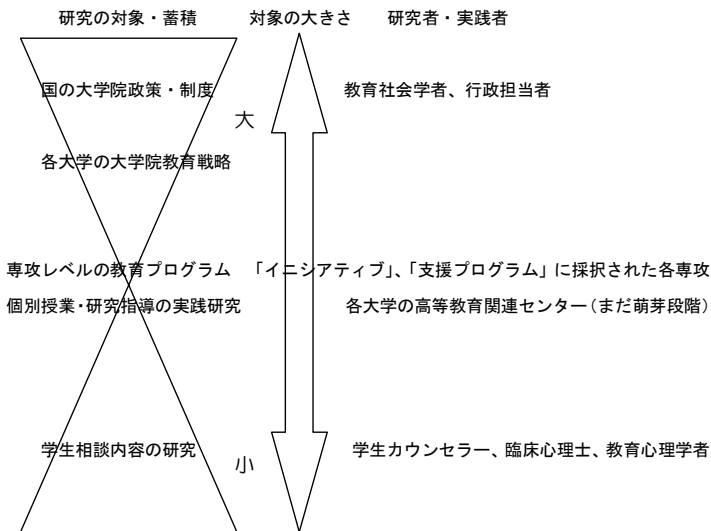 研究の対象・蓄積 対象の大きさ 研究者・実践者
国の大学院政策・制度 教育社会学者、行政担当者
大
各大学の大学院教育戦略
専攻レベルの教育プログラム 「イニシアティブ」、「支援プログラム」に採択された各専攻
個別授業・研究指導の実践研究 各大学の高等教育関連センター(まだ萌芽段階)
学生相談内容の研究 学生カウンセラー、臨床心理士、教育心理学者
小